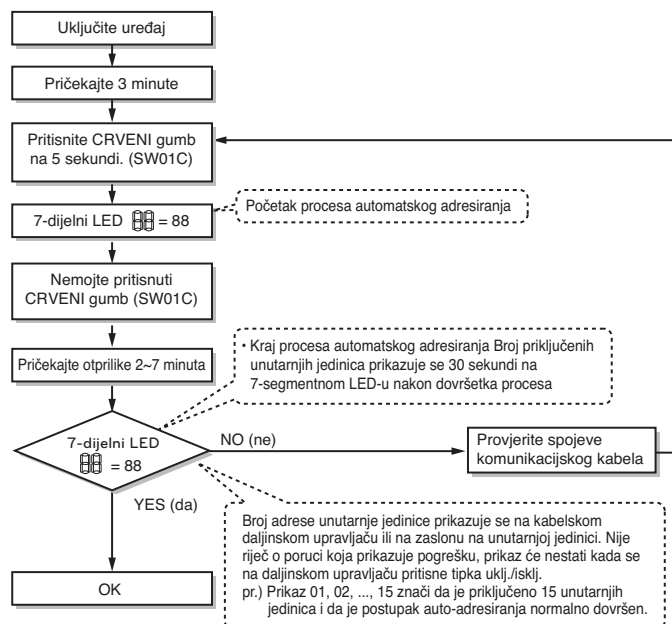 Uključite uređaj
Pričekajte 3 minute
Pritisnite CRVENI gumb
na 5 sekundi. (SW01C)
7-dijelni LED 88 = 88
Početak procesa automatskog adresiranja
Nemojte pritisnuti
CRVENI gumb (SW01C)
Pričekajte otprilike 2~7 minuta
• Kraj procesa automatskog adresiranja Broj priključenih
unutarnjih jedinica prikazuje se 30 sekundi na
7-segmentnom LED-u nakon dovršetka procesa
7-dijelni LED
88 = 88
NO (ne)
Provjerite spojeve
komunikacijskog kabela
YES (da)
OK
Broj adrese unutarnje jedinice prikazuje se na kabelskom
daljinskom upravljaču ili na zaslonu na unutarnjoj jedinici. Nije
riječ o poruci koja prikazuje pogrešku, prikaz će nestati kada se
na daljinskom upravljaču pritisne tipka uklj./isklj.
pr.) Prikaz 01, 02, ..., 15 znači da je priključeno 15 unutarnjih
jedinica i da je postupak auto-adresiranja normalno dovršen.